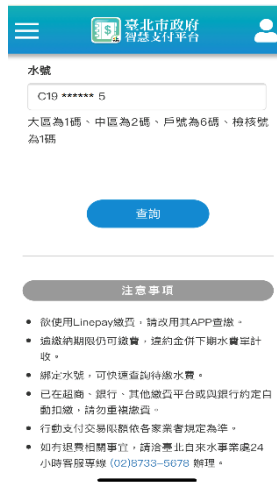 臺北市政府
智慧支付平台
水號
C19 ****** 5
大區為1碼、中區為2碼、戶號為6碼、檢核號
為1碼
查詢
注意事項
欲使用Linepay繳費，請改用其APP查繳。
逾繳納期限仍可繳費，違約金併下期水費單計
收。
綁定水號，可快速查詢待繳水費。
已在超商、銀行、其他繳費平台或與銀行約定自
動扣繳，請勿重複繳費。
行動支付交易限額依各家業者規定為準。
如有退費相關事宜，請洽臺北自來水事業處24
小時客服專線 (02)8733-5678 辦理。